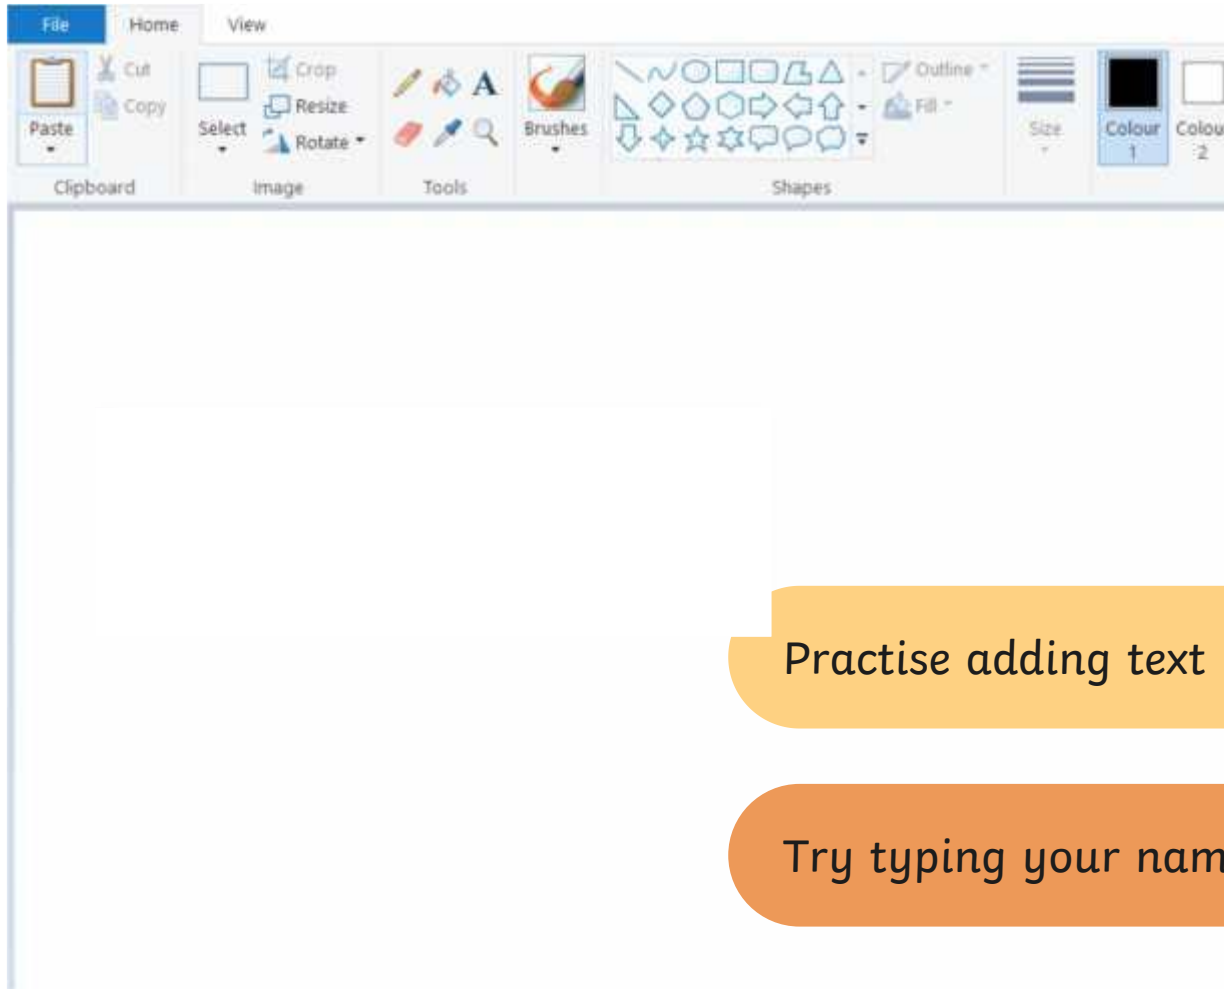 File Home View
Paste
Cut
Copy
Clipboard
Select
Crop
Resize
Rotate
Image
A
Tools
Brushes
Shapes
Outline
Fill
Size
Colour
1
Colou
2
Practise adding text
Try typing your nam